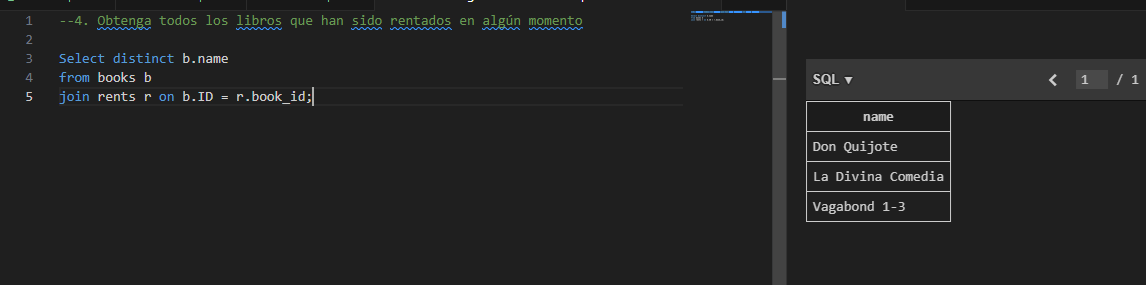 1 --4. Obtenga todos los libros que han sido rentados en algún momento
2
3 Select distinct b.name
4 from books b
5 join rents r on b.ID = r.book_id;
SQL ▼
1 / 1
name
Don Quijote
La Divina Comedia
Vagabond 1-3